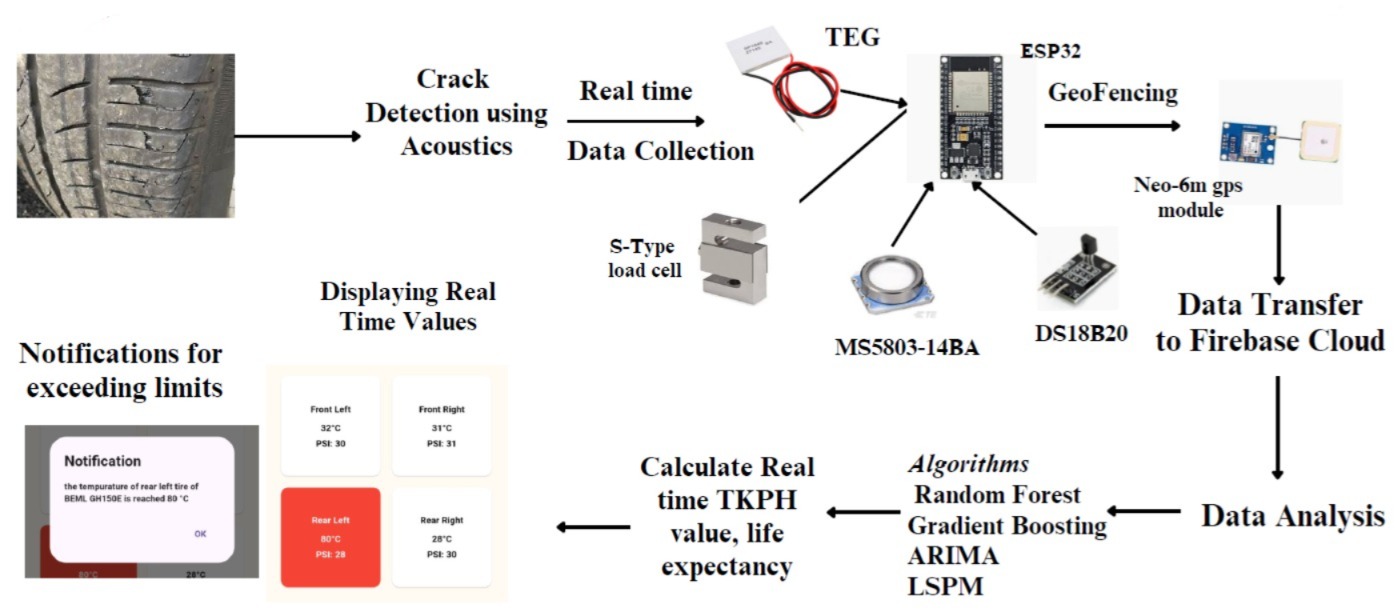 Crack
Detection using
Acoustics
Real time
Data Collection
TEG
ESP32
GeoFencing
Neo-6m gps
module
S-Type
load cell
MS5803-14BA
DS18B20
Data Transfer
to Firebase Cloud
Data Analysis
Algorithms
Random Forest
Gradient Boosting
ARIMA
LSPM
Calculate Real
time TKPH
value, life
expectancy
Displaying Real
Time Values
Front Left
32°C
PSI: 30
Front Right
31°C
PSI: 31
Rear Left
80°C
PSI: 28
Rear Right
28°C
PSI: 30
Notifications for
exceeding limits
Notification
the tempurature of rear left tire of
BEML GH150E is reached 80 °C
OK
80°C
28°C